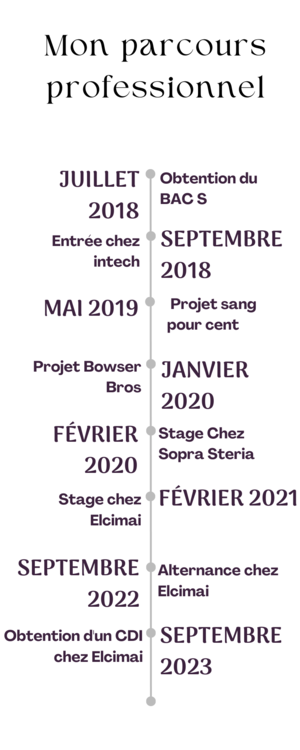 Mon parcours
professionnel
JUILLET
2018
Obtention du
BAC S
Entrée chez
intech
SEPTEMBRE
2018
MAI 2019
Projet sang
pour cent
Projet Bowser
Bros
JANVIER
2020
FÉVRIER
2020
Stage Chez
Sopra Steria
Stage chez
Elcimai
FÉVRIER 2021
SEPTEMBRE
2022
Alternance chez
Elcimai
Obtention d'un CDI
chez Elcimai
SEPTEMBRE
2023